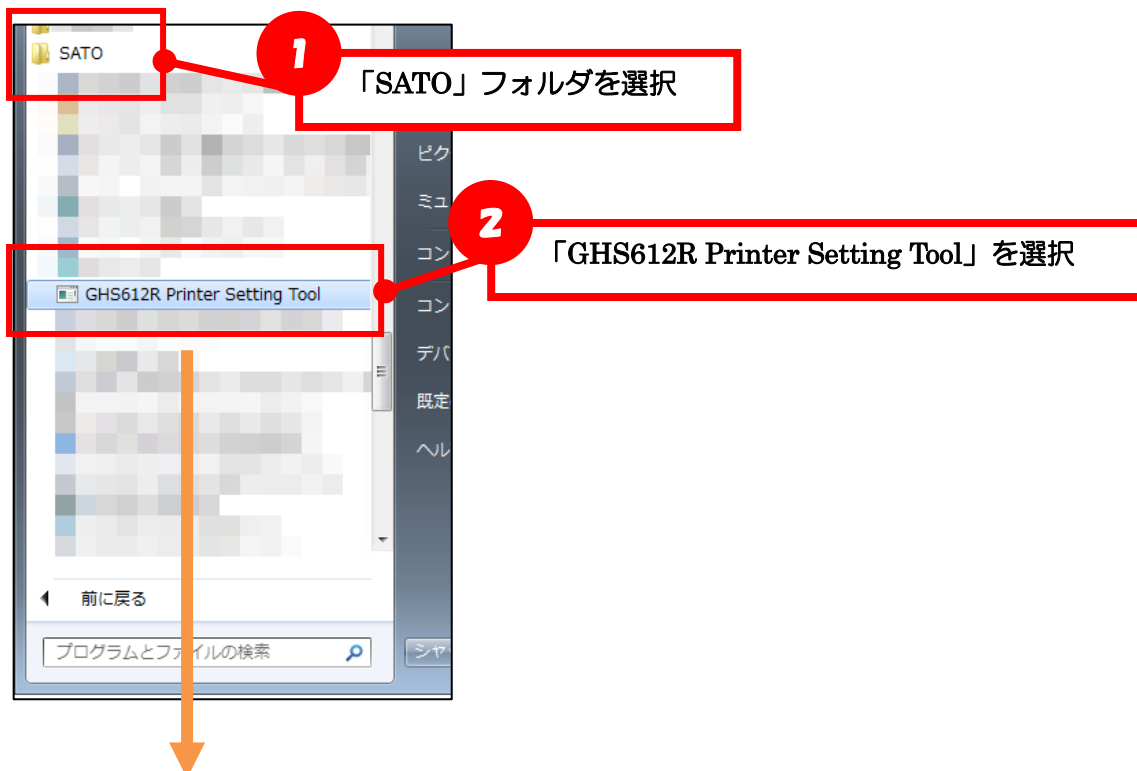 SATO
1
「SATO」フォルダを選択
ピク
ミュ
2
コン
「GHS612R Printer Setting Tool」を選択
GHS612R Printer Setting Tool
コン
デバ
既定
ヘル
前に戻る
プログラムとファイルの検索
シャ